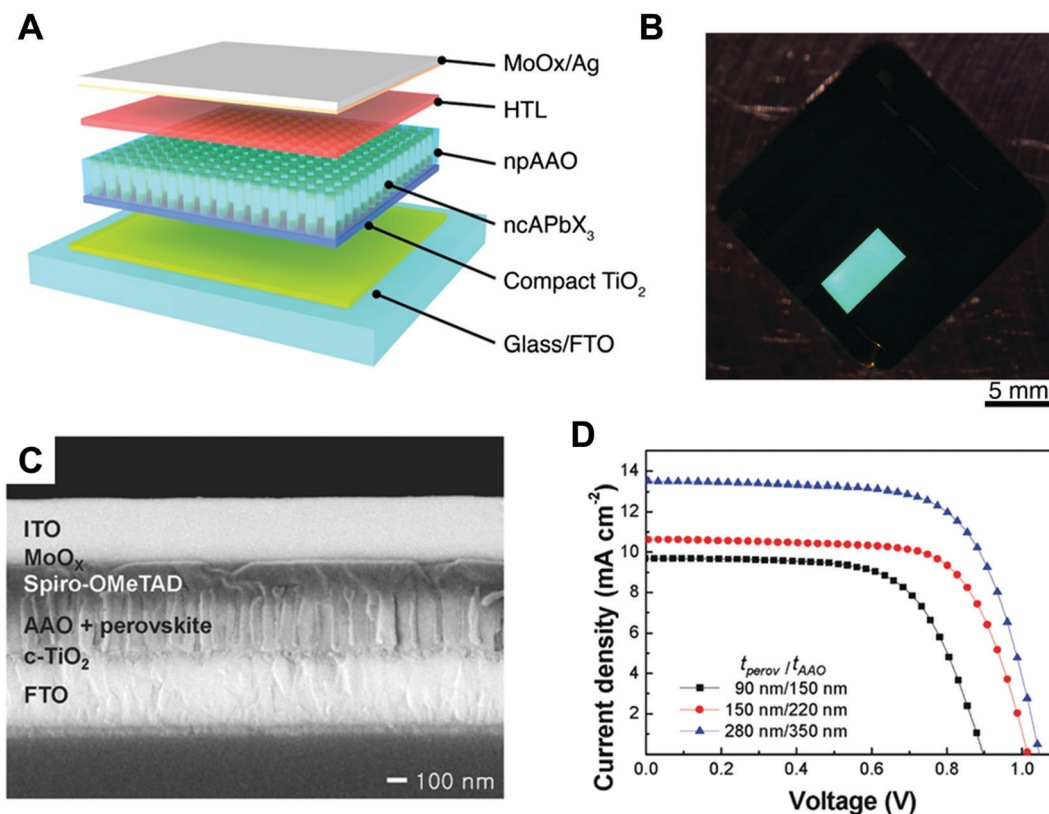 A
MoOx/Ag
HTL
npAAO
ncAPbX₃
Compact TiO₂
Glass/FTO
B
5 mm
C
ITO
MoOₓ
Spiro-OMeTAD
AAO + perovskite
c-TiO₂
FTO
100 nm
D
Current density (mA cm⁻²)
14
12
10
8
6
4
2
0
0.0
0.2
0.4
0.6
0.8
1.0
Voltage (V)
t_perov / t_AAO
90 nm/150 nm
150 nm/220 nm
280 nm/350 nm